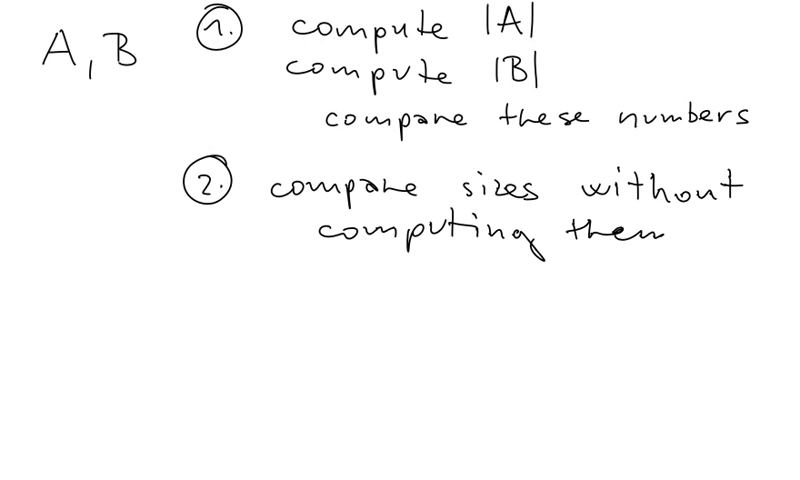 A, B
1. compute |A|
compute |B|
compare these numbers
2. compare sizes without
computing them